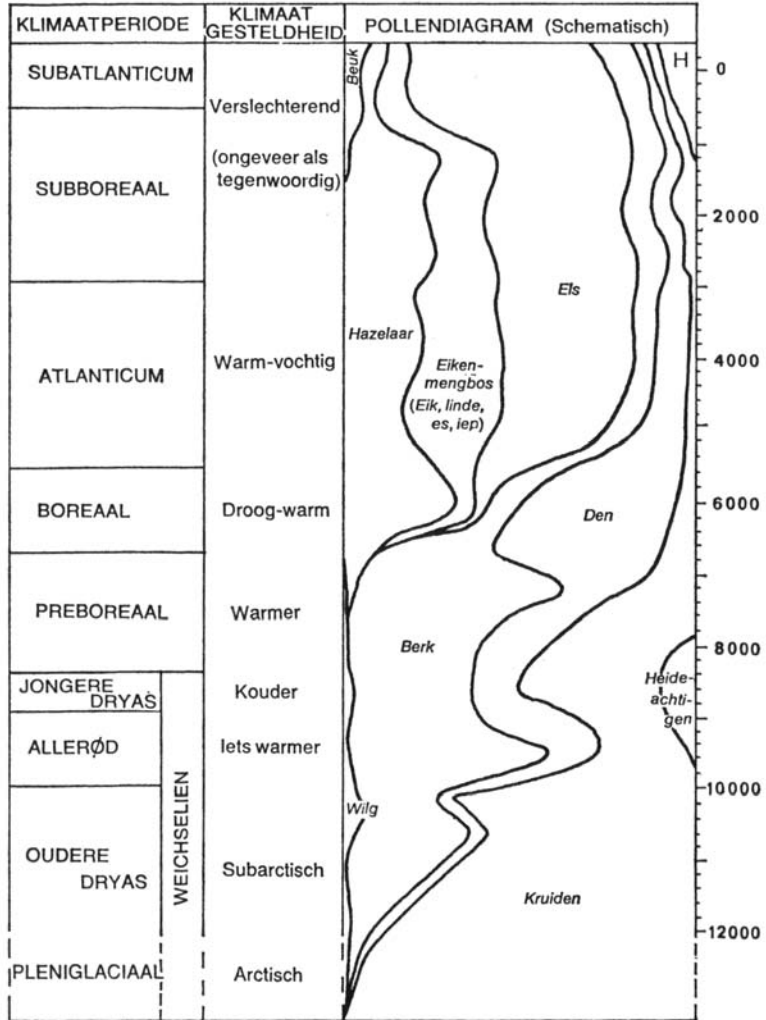 KLIMAATPERIODE
KLIMAAT
GESTELDHEID
POLLENDIAGRAM (Schematisch)
SUBATLANTICUM
Verslechterend
Beuk
H
0
SUBBOREAAL
(ongeveer als
tegenwoordig)
2000
ATLANTICUM
Warm-vochtig
Hazelaar
Eiken-
mengbos
(Eik, linde,
es, iep)
Els
4000
BOREAAL
Droog-warm
Den
6000
PREBOREAAL
Warmer
Berk
8000
JONGERE
DRYAS
Kouder
Heide-
achti-
gen
ALLERØD
Iets warmer
10000
WEICHSELIEN
Wilg
OUDERE
DRYAS
Subarctisch
Kruiden
12000
PLENIGLACIAAL
Arctisch